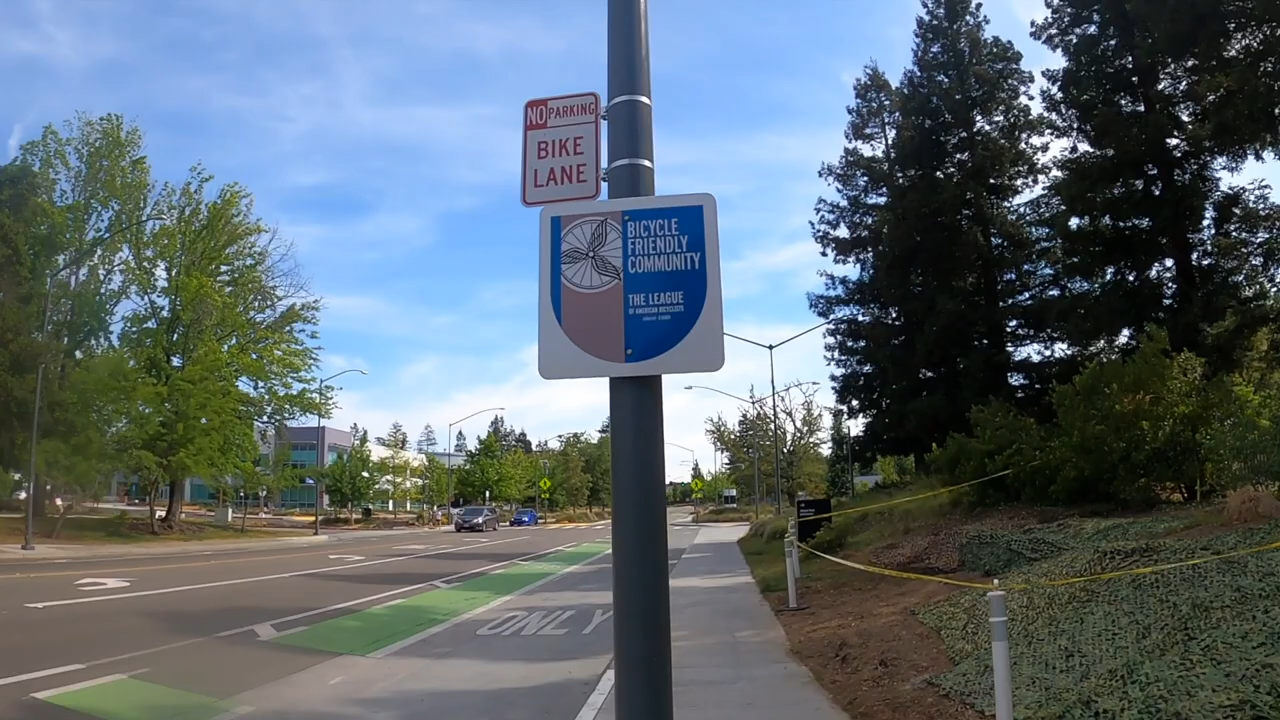 NO PARKING
BIKE
LANE
BICYCLE
FRIENDLY
COMMUNITY
THE LEAGUE
OF AMERICAN BICYCLISTS
ONLY